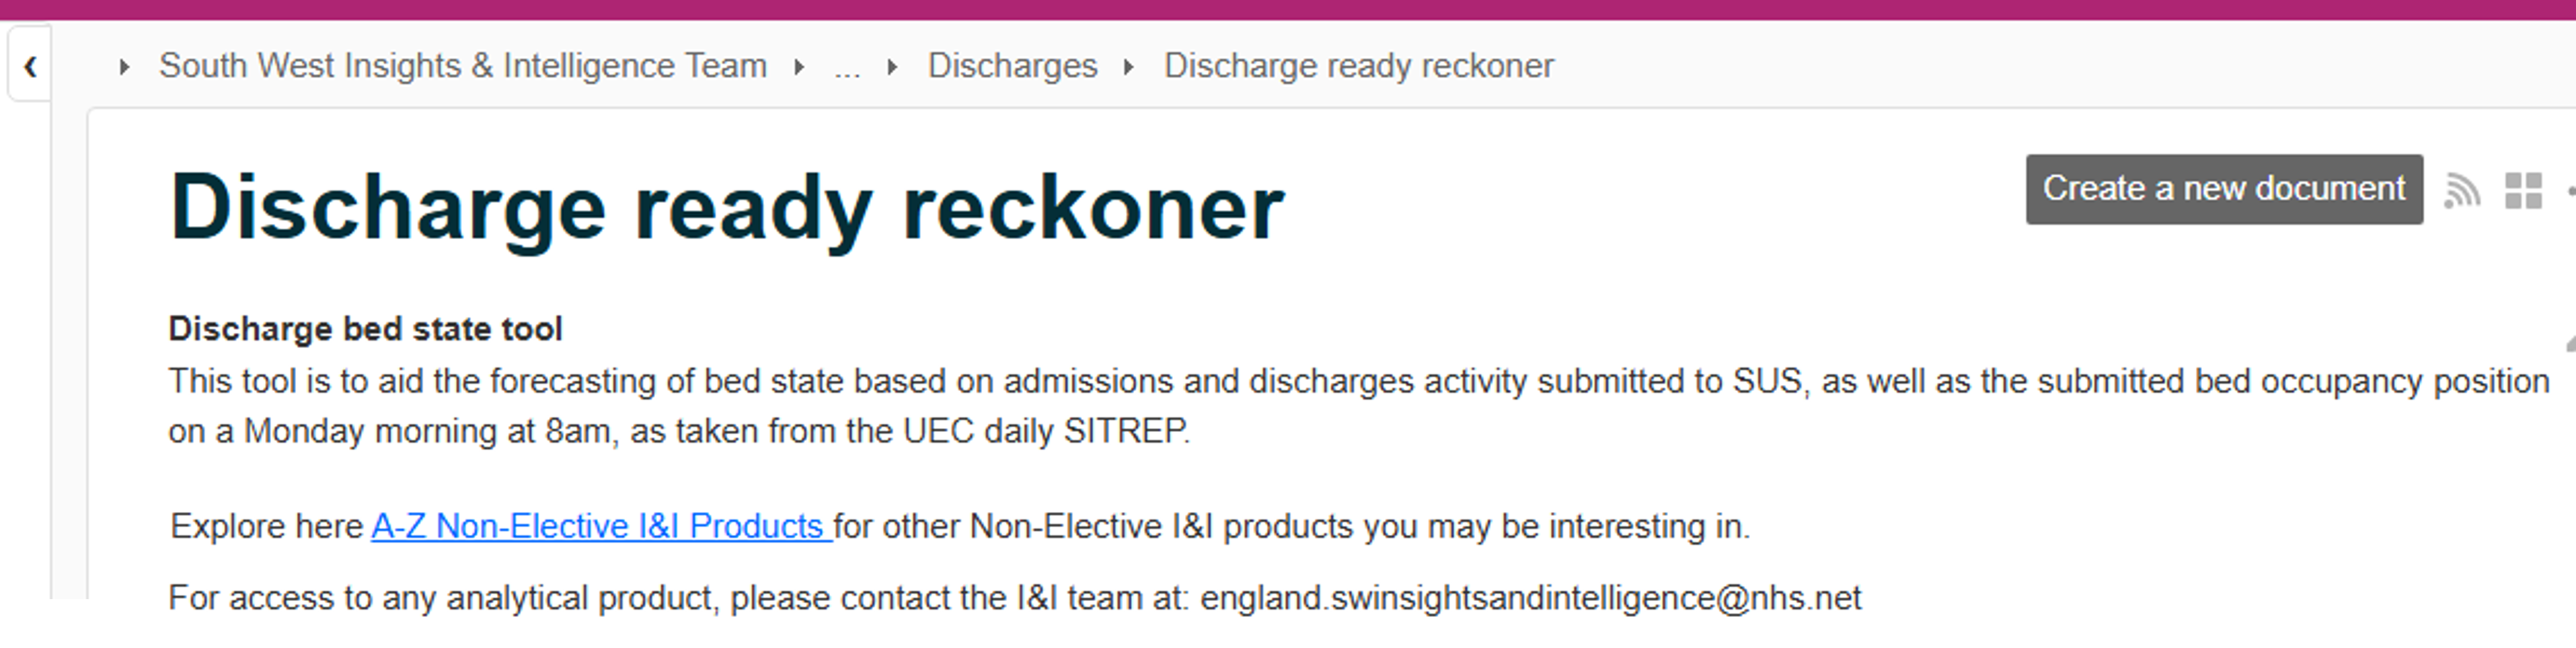 South West Insights & Intelligence Team ... Discharges Discharge ready reckoner
Discharge ready reckoner
Create a new document
Discharge bed state tool
This tool is to aid the forecasting of bed state based on admissions and discharges activity submitted to SUS, as well as the submitted bed occupancy position
on a Monday morning at 8am, as taken from the UEC daily SITREP.
Explore here A-Z Non-Elective I&I Products for other Non-Elective I&I products you may be interesting in.
For access to any analytical product, please contact the I&I team at: england.swinsightsandintelligence@nhs.net